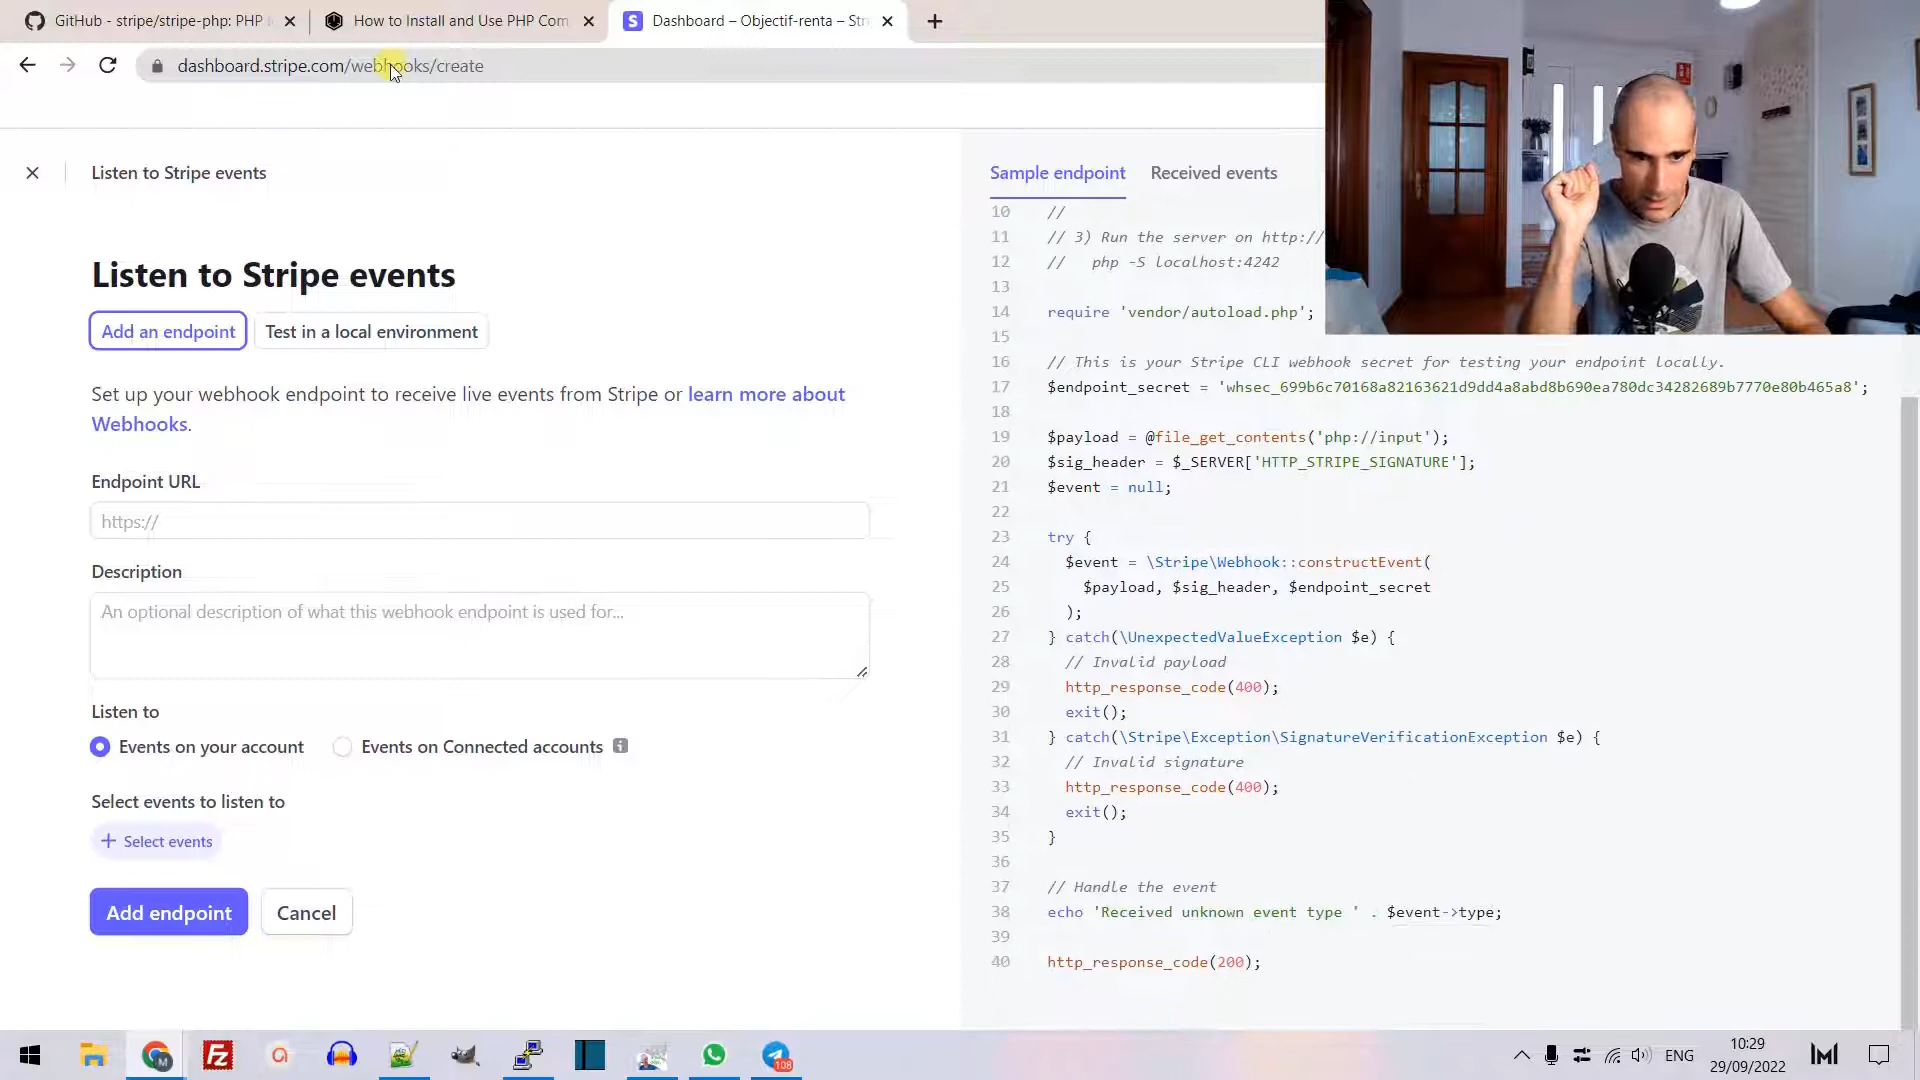 GitHub - stripe/stripe-php: PHP
How to Install and Use PHP Com
S
Dashboard – Objectif-renta – Str
dashboard.stripe.com/webhooks/create
Listen to Stripe events
Listen to Stripe events
Add an endpoint
Test in a local environment
Set up your webhook endpoint to receive live events from Stripe or learn more about
Webhooks.
Endpoint URL
https://
Description
An optional description of what this webhook endpoint is used for...
Listen to
Events on your account
Events on Connected accounts
Select events to listen to
+ Select events
Add endpoint
Cancel
Sample endpoint
Received events
10 //
11 // 3) Run the server on http://
12 // php -S localhost:4242
13
14 require 'vendor/autoload.php';
15
16 // This is your Stripe CLI webhook secret for testing your endpoint locally.
17 $endpoint_secret = 'whsec_699b6c70168a82163621d9dd4a8abd8b690ea780dc34282689b7770e80b465a8';
18
19 $payload = @file_get_contents('php://input');
20 $sig_header = $_SERVER['HTTP_STRIPE_SIGNATURE'];
21 $event = null;
22
23 try {
24 $event = \Stripe\Webhook::constructEvent(
25 $payload, $sig_header, $endpoint_secret
26 );
27 } catch(\UnexpectedValueException $e) {
28 // Invalid payload
29 http_response_code(400);
30 exit();
31 } catch(\Stripe\Exception\SignatureVerificationException $e) {
32 // Invalid signature
33 http_response_code(400);
34 exit();
35 }
36
37 // Handle the event
38 echo 'Received unknown event type ' . $event->type;
39
40 http_response_code(200);
108
ENG
10:29
29/09/2022